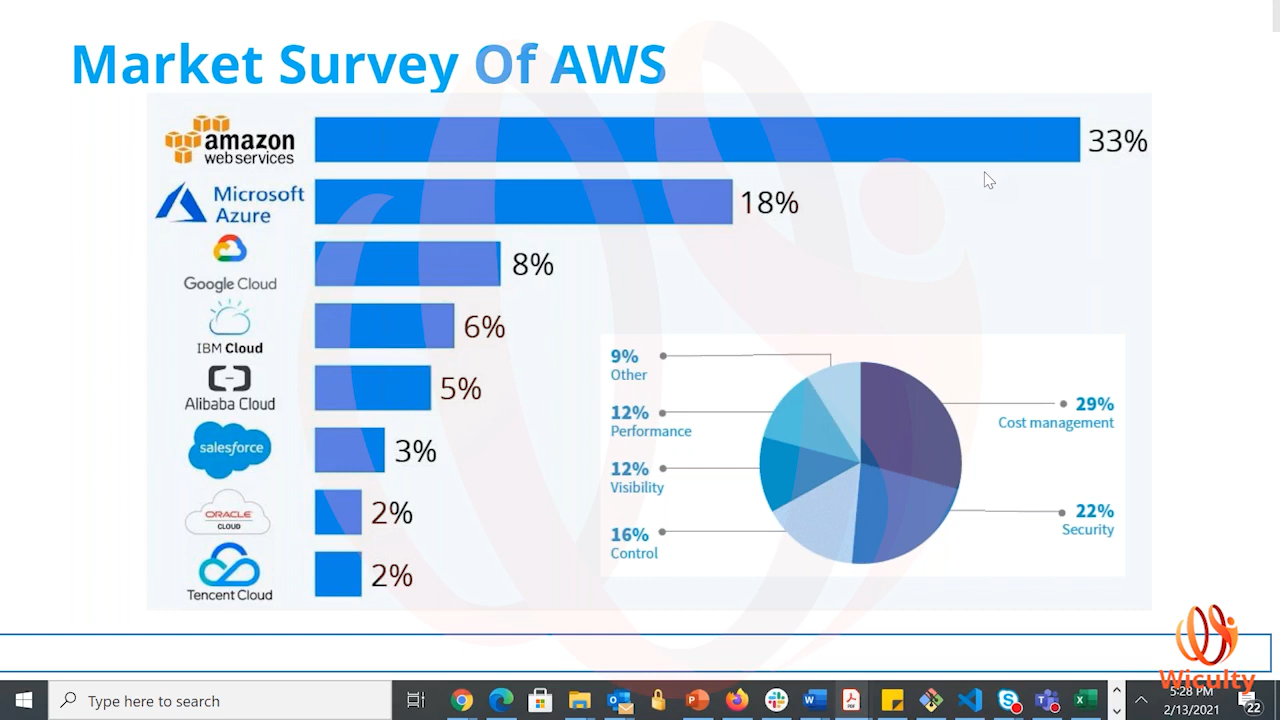 Market Survey Of AWS
amazon
webservices
33%
Microsoft
Azure
18%
Google Cloud
8%
IBM Cloud
6%
Alibaba Cloud
5%
salesforce
3%
ORACLE
CLOUD
2%
Tencent Cloud
2%
9%
Other
12%
Performance
12%
Visibility
16%
Control
29%
Cost management
22%
Security
Wiculty
Type here to search
5:28 PM
2/13/2021
22